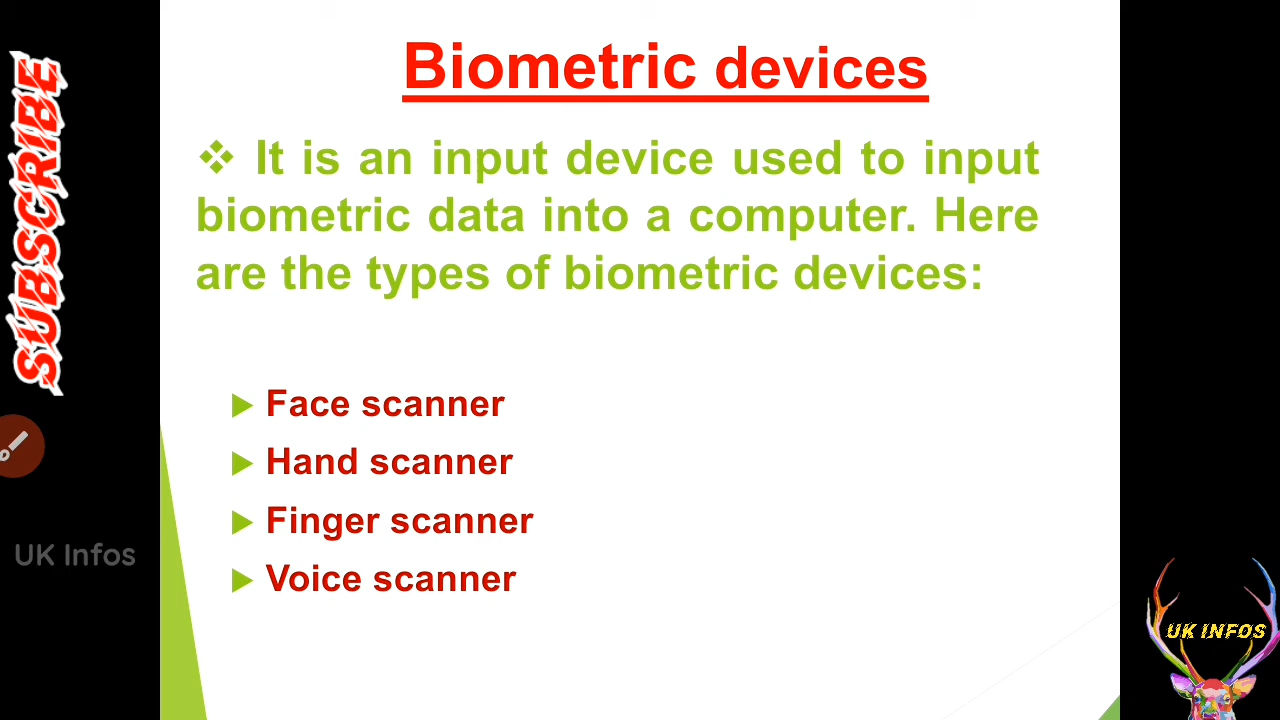 Biometric devices
❖ It is an input device used to input
biometric data into a computer. Here
are the types of biometric devices:
Face scanner
Hand scanner
Finger scanner
Voice scanner
SUBSCRIBE
UK Infos
UK INFOS